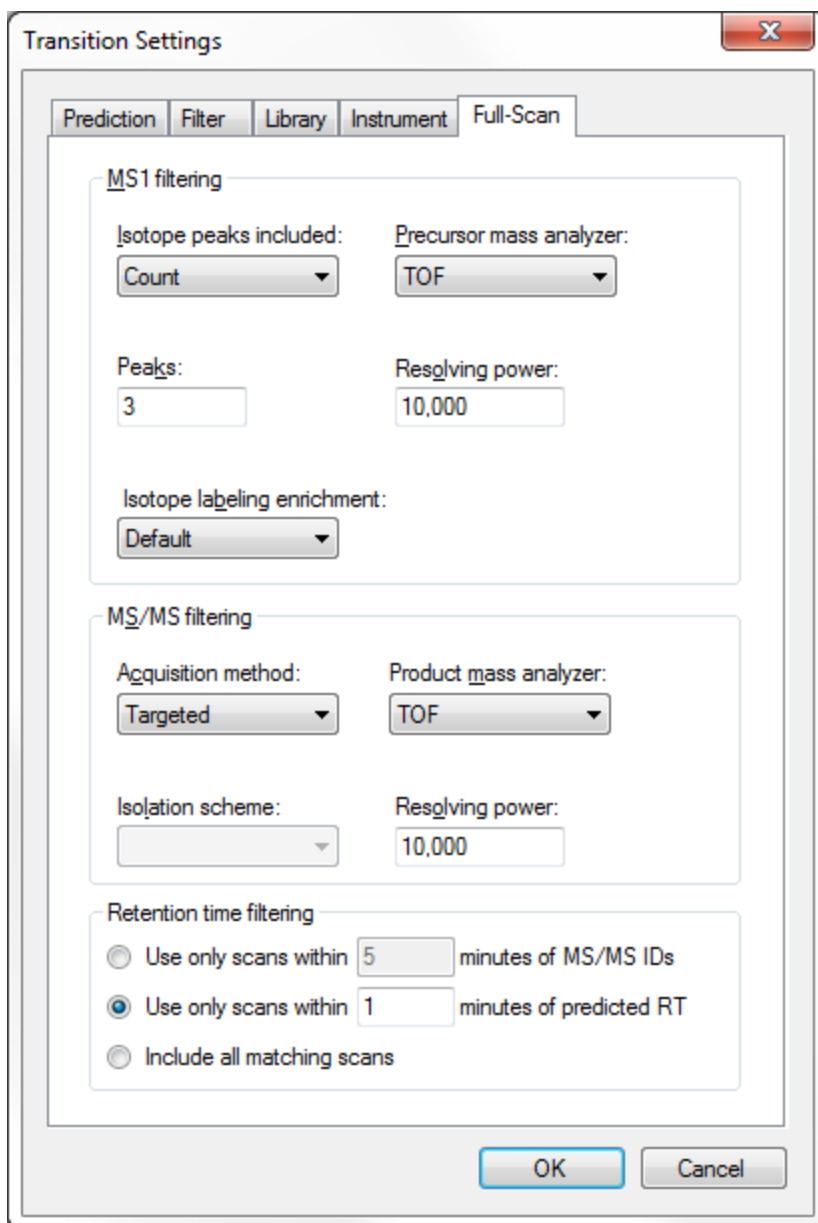 Transition Settings
Prediction Filter Library Instrument Full-Scan
MS1 filtering
Isotope peaks included: Precursor mass analyzer:
Count TOF
Peaks: Resolving power:
3 10,000
Isotope labeling enrichment:
Default
MS/MS filtering
Acquisition method: Product mass analyzer:
Targeted TOF
Isolation scheme: Resolving power:
10,000
Retention time filtering
Use only scans within 5 minutes of MS/MS IDs
Use only scans within 1 minutes of predicted RT
Include all matching scans
OK Cancel